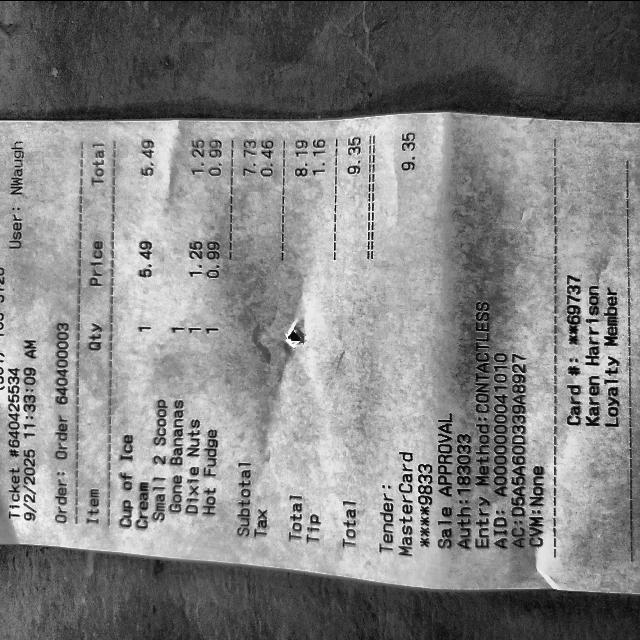 Ticket #640425534 User: NWaugh
9/2/2025 11:33:09 AM
Order: Order 640400003
Item Qty Price Total
Cup of Ice 1 5.49 5.49
Cream
Small 2 Scoop
Gone Bananas 1
Dixie Nuts 1 1.25 1.25
Hot Fudge 1 0.99 0.99
Subtotal 7.73
Tax 0.46
Total 8.19
Tip 1.16
Total 9.35
Tender:
MasterCard 9.35
****9833
Sale APPROVAL
Auth:183033
Entry Method:CONTACTLESS
AID: A0000000041010
AC:D5A5A60D339A6927
CVM:None
Card #: **69737
Karen Harrison
Loyalty Member